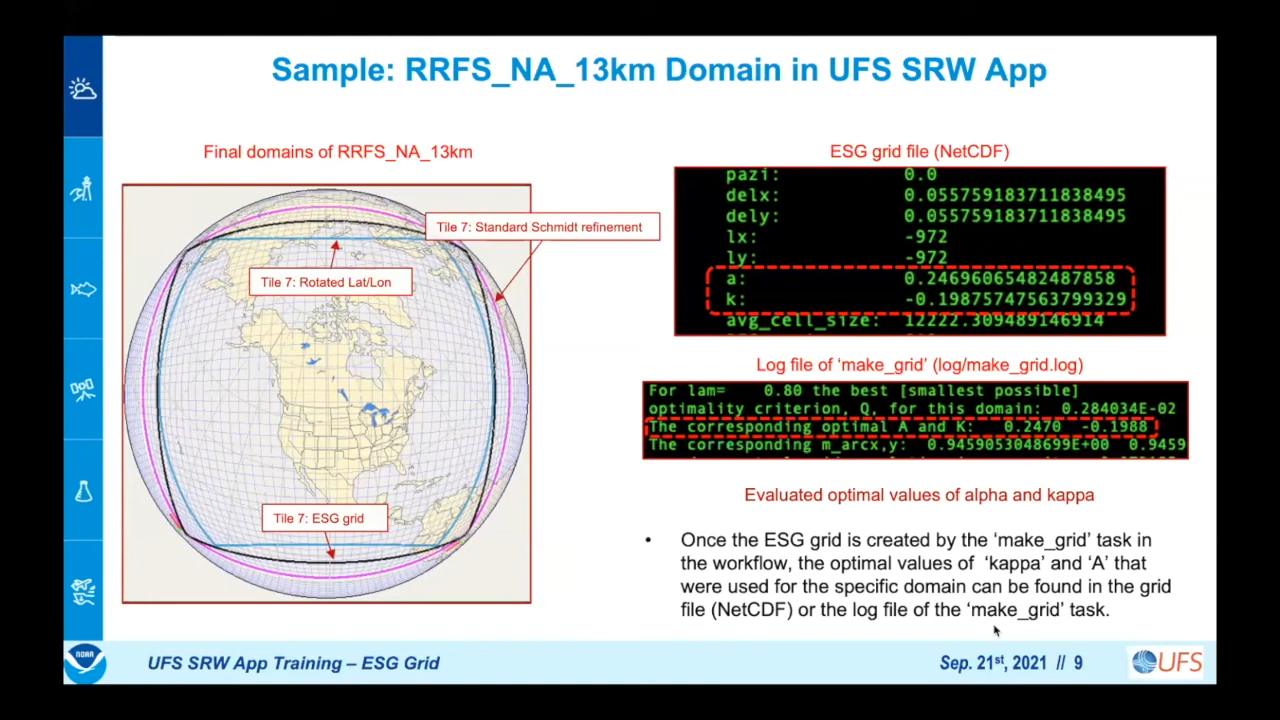 Sample: RRFS_NA_13km Domain in UFS SRW App
Final domains of RRFS_NA_13km
Tile 7: Standard Schmidt refinement
Tile 7: Rotated Lat/Lon
Tile 7: ESG grid
ESG grid file (NetCDF)
pazi: 0.0
delx: 0.0557591837118384​95
dely: 0.055759183711838495
lx: -972
ly: -972
a: 0.24696065482487858
k: -0.198757475637993​29
avg_cell_size: 12222.309489146914
Log file of ‘make_grid’ (log/make_grid.log)
For lam= 0.80 the best [smallest possible]
optimality criterion, Q, for this domain: 0.284034E-02
The corresponding optimal A and K: 0.2470 -0.1988
The corresponding m_arcx,y: 0.9459053048699E+00 0.9459
Evaluated optimal values of alpha and kappa
• Once the ESG grid is created by the ‘make_grid’ task in
the workflow, the optimal values of ‘kappa’ and ‘A’ that
were used for the specific domain can be found in the grid
file (NetCDF) or the log file of the ‘make_grid’ task.
NOAA
UFS SRW App Training – ESG Grid
Sep. 21st, 2021 // 9
UFS